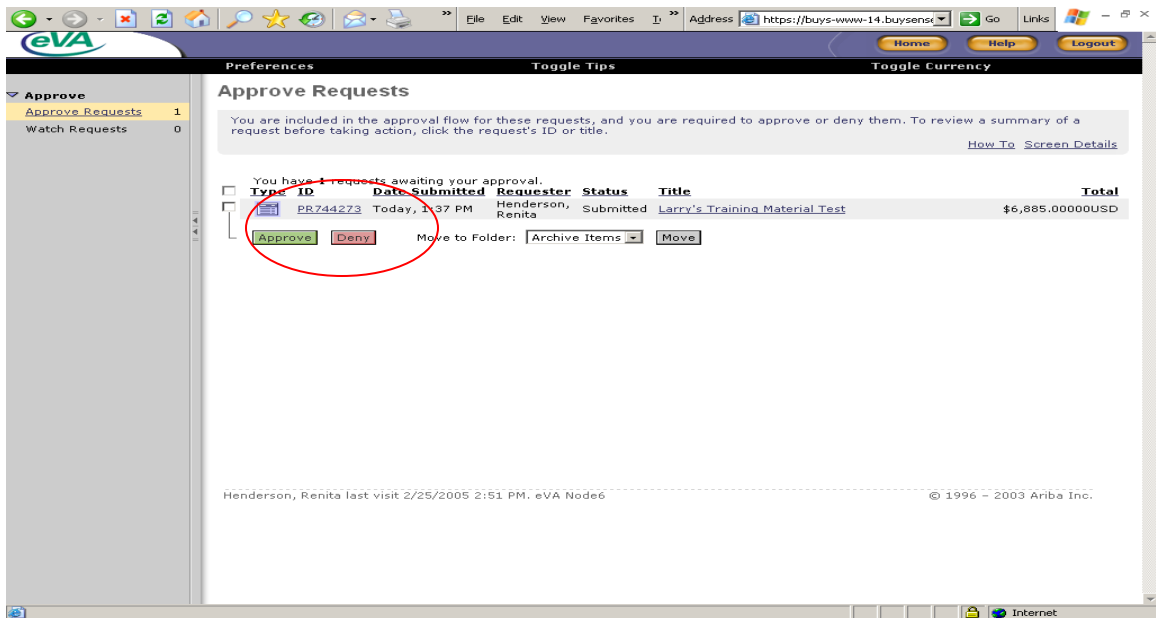 » File Edit View Favorites T » Address https://buys-www-14.buysense Go Links
eVA Home Help Logout
Preferences Toggle Tips Toggle Currency
Approve
Approve Requests 1
Watch Requests 0
Approve Requests
You are included in the approval flow for these requests, and you are required to approve or deny them. To review a summary of a
request before taking action, click the request's ID or title.
How To Screen Details
You have 1 requests awaiting your approval.
Type ID Date Submitted Requester Status Title Total
PR744273 Today, 1:37 PM Henderson, Renita Submitted Larry's Training Material Test $6,885.00000USD
Approve Deny Move to Folder: Archive Items Move
Henderson, Renita last visit 2/25/2005 2:51 PM. eVA Node6 © 1996 – 2003 Ariba Inc.
Internet